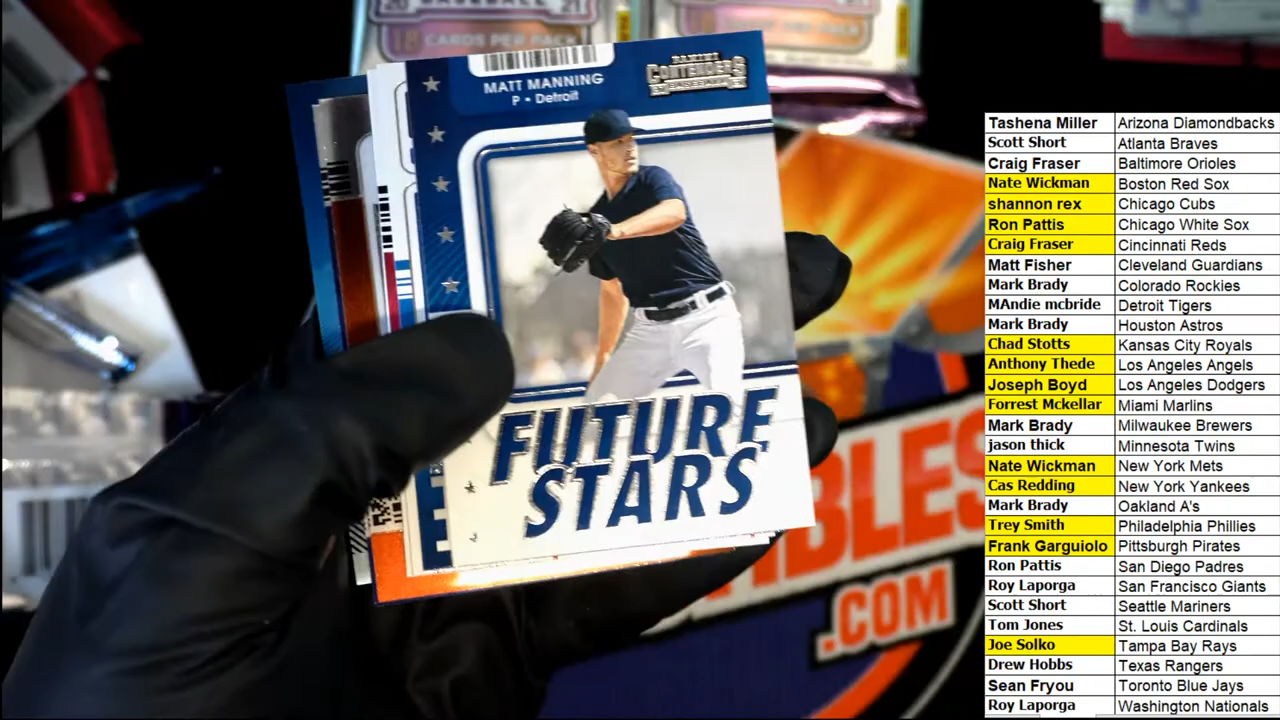 20 BASEBALL 21
18 CARDS PER PACK
MATT MANNING
P • Detroit
PANINI
CONTENDERS
BASEBALL
FUTURE
STARS
.COM
Tashena Miller Arizona Diamondbacks
Scott Short Atlanta Braves
Craig Fraser Baltimore Orioles
Nate Wickman Boston Red Sox
shannon rex Chicago Cubs
Ron Pattis Chicago White Sox
Craig Fraser Cincinnati Reds
Matt Fisher Cleveland Guardians
Mark Brady Colorado Rockies
MAndie mcbride Detroit Tigers
Mark Brady Houston Astros
Chad Stotts Kansas City Royals
Anthony Thede Los Angeles Angels
Joseph Boyd Los Angeles Dodgers
Forrest Mckellar Miami Marlins
Mark Brady Milwaukee Brewers
jason thick Minnesota Twins
Nate Wickman New York Mets
Cas Redding New York Yankees
Mark Brady Oakland A's
Trey Smith Philadelphia Phillies
Frank Garguiolo Pittsburgh Pirates
Ron Pattis San Diego Padres
Roy Laporga San Francisco Giants
Scott Short Seattle Mariners
Tom Jones St. Louis Cardinals
Joe Solko Tampa Bay Rays
Drew Hobbs Texas Rangers
Sean Fryou Toronto Blue Jays
Roy Laporga Washington Nationals